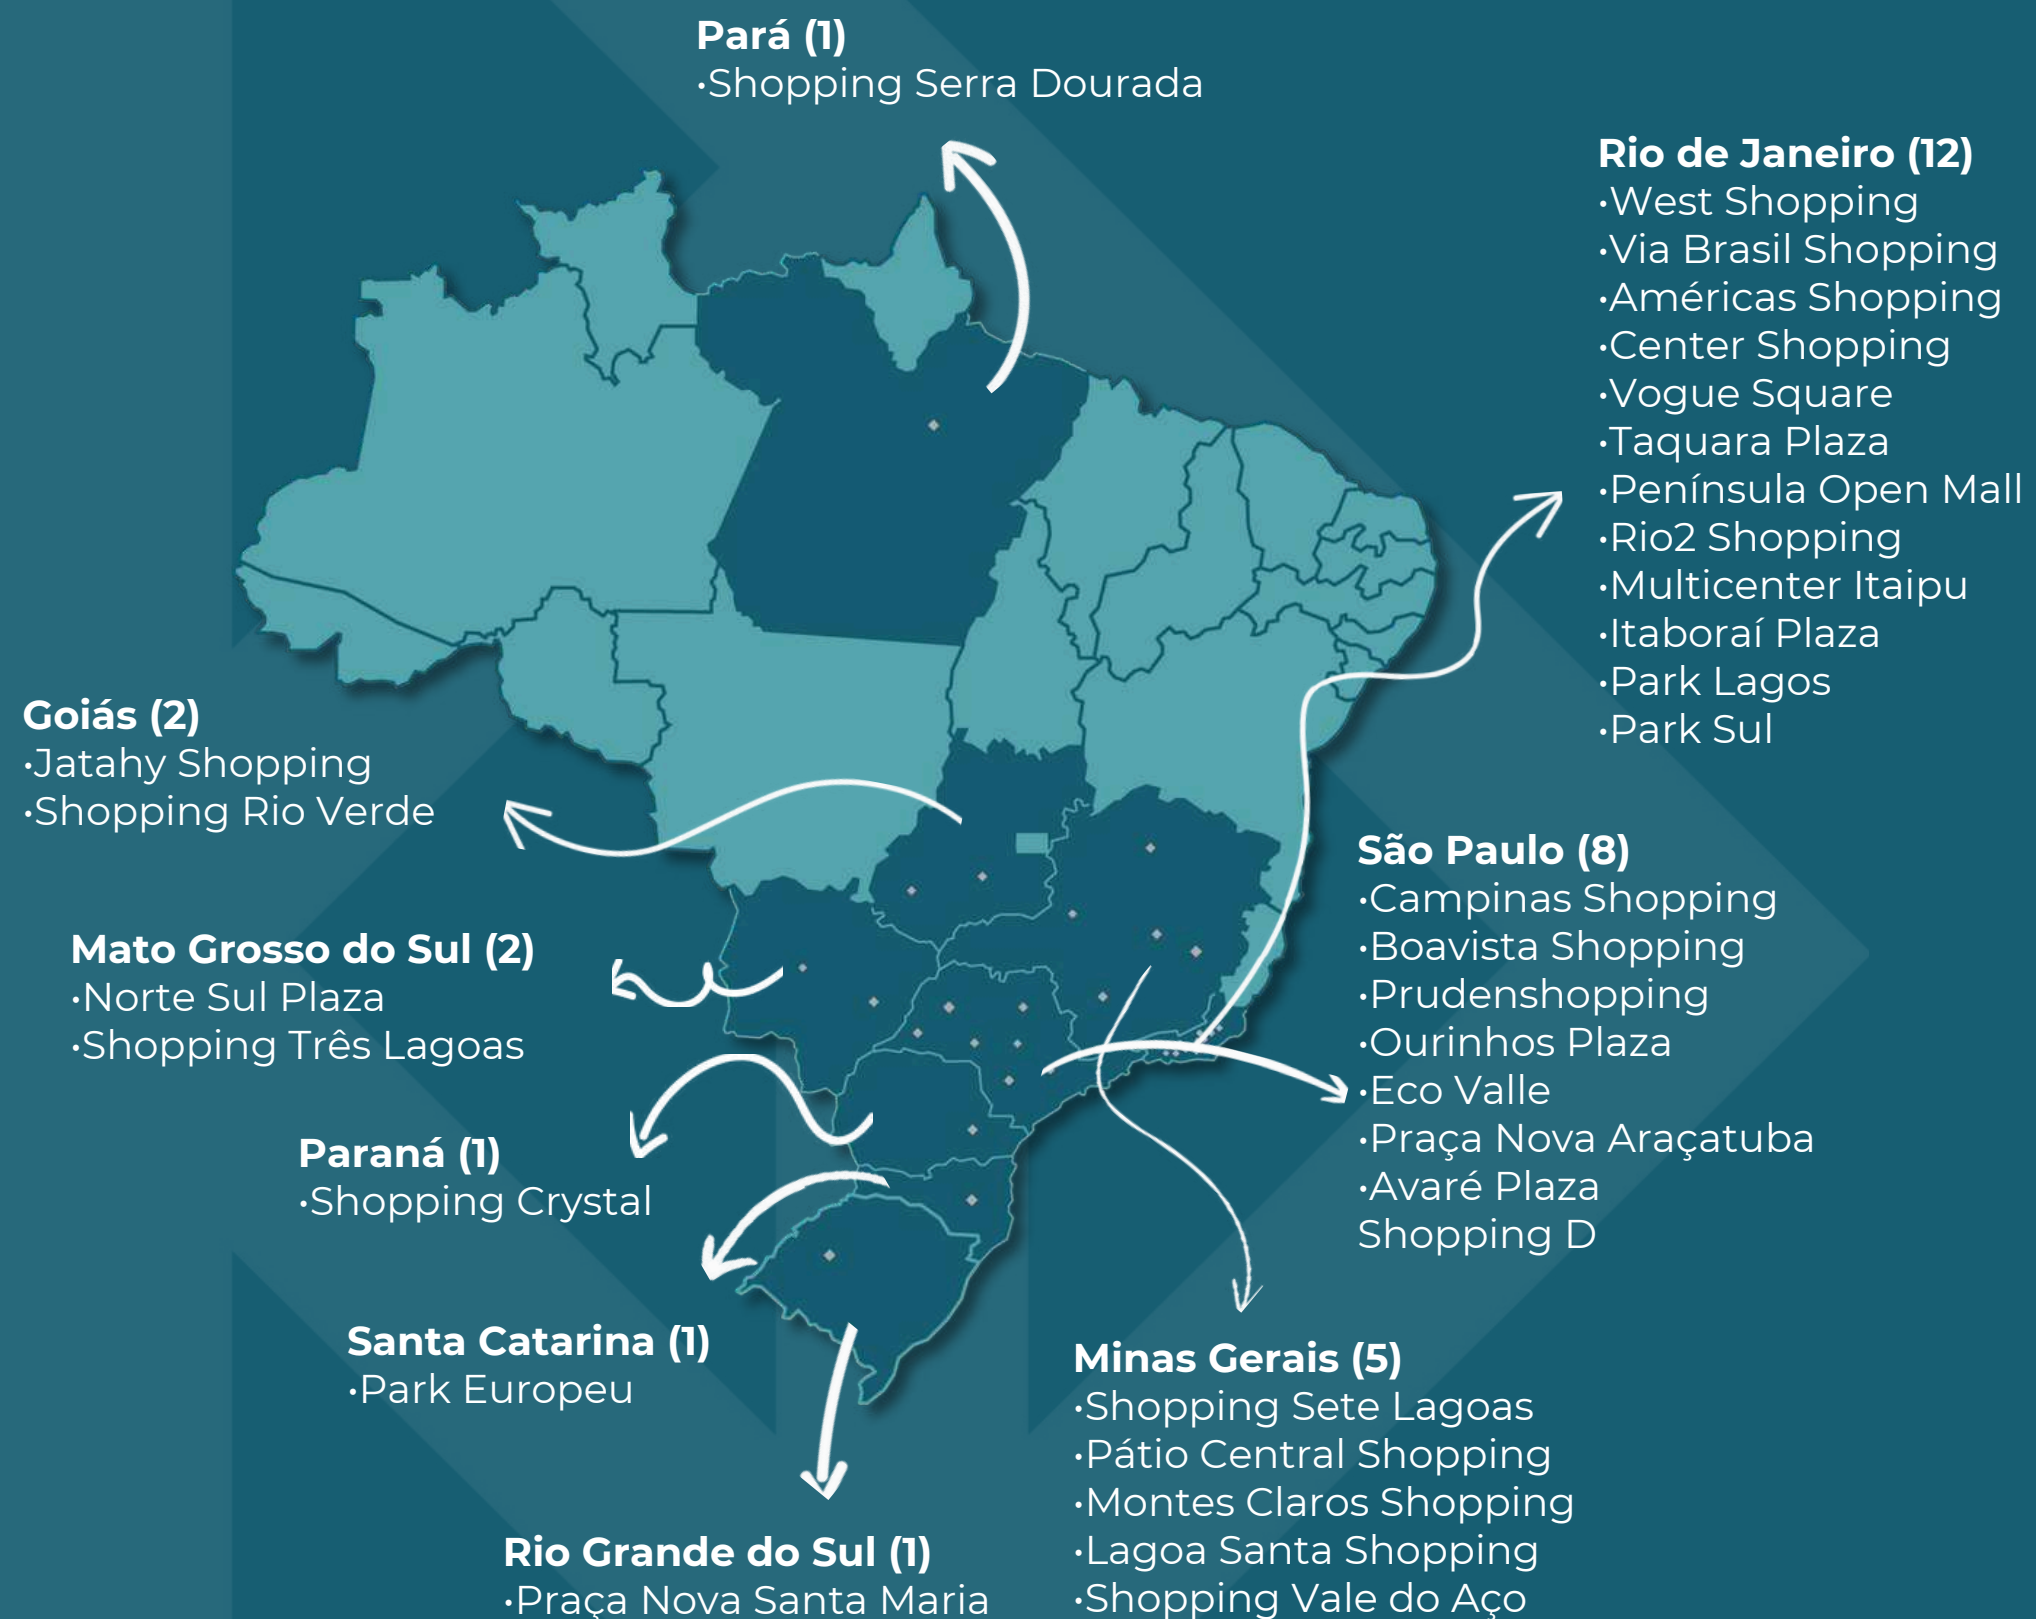 Pará (1)
•Shopping Serra Dourada
Rio de Janeiro (12)
•West Shopping
•Via Brasil Shopping
•Américas Shopping
•Center Shopping
•Vogue Square
•Taquara Plaza
•Península Open Mall
•Rio2 Shopping
•Multicenter Itaipu
•Itaboraí Plaza
•Park Lagos
•Park Sul
Goiás (2)
•Jatahy Shopping
•Shopping Rio Verde
São Paulo (8)
•Campinas Shopping
•Boavista Shopping
•Prudenshopping
•Ourinhos Plaza
•Eco Valle
•Praça Nova Araçatuba
•Avaré Plaza
Shopping D
Mato Grosso do Sul (2)
•Norte Sul Plaza
•Shopping Três Lagoas
Paraná (1)
•Shopping Crystal
Santa Catarina (1)
•Park Europeu
Minas Gerais (5)
•Shopping Sete Lagoas
•Pátio Central Shopping
•Montes Claros Shopping
•Lagoa Santa Shopping
•Shopping Vale do Aço
Rio Grande do Sul (1)
•Praça Nova Santa Maria